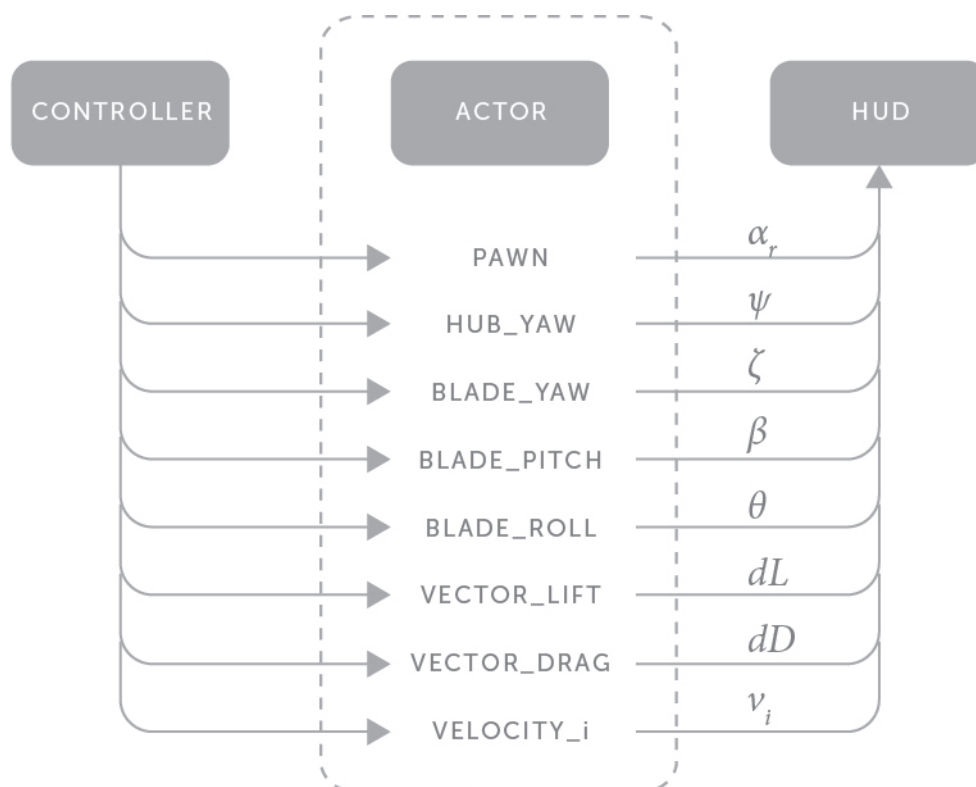 CONTROLLER ACTOR HUD
PAWN α_r
HUB_YAW ψ
BLADE_YAW ζ
BLADE_PITCH β
BLADE_ROLL θ
VECTOR_LIFT dL
VECTOR_DRAG dD
VELOCITY_i v_i